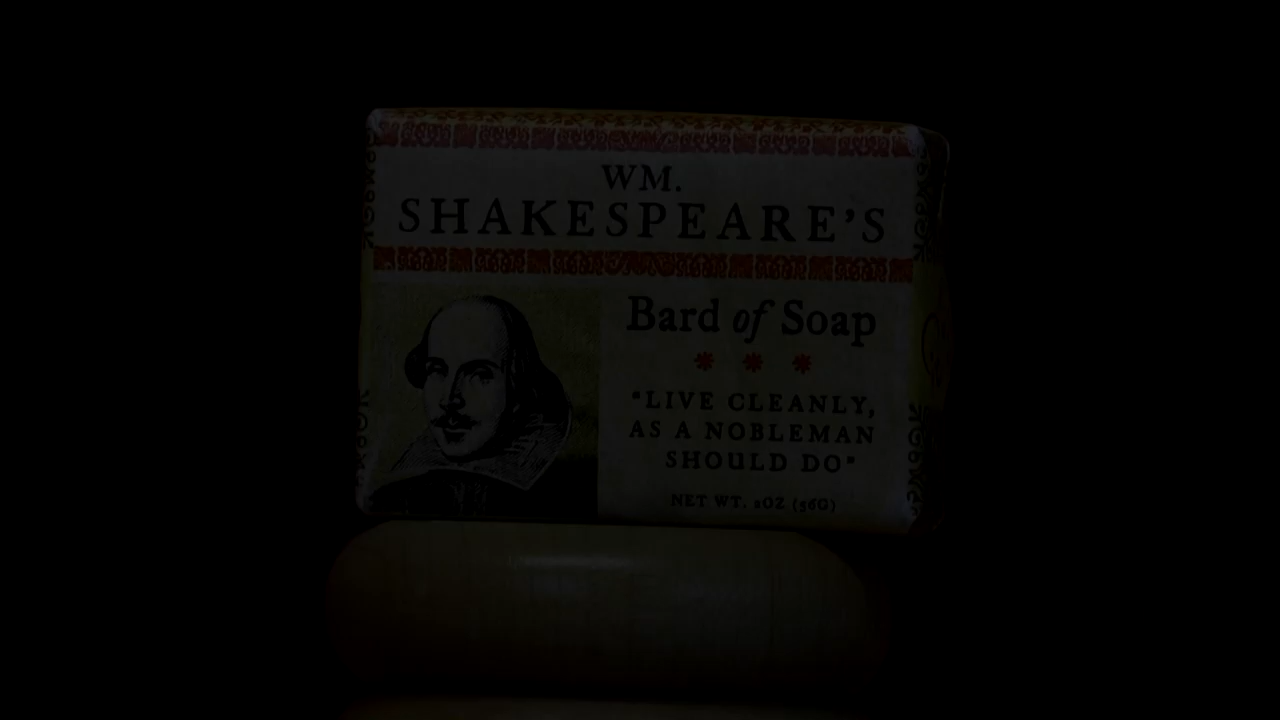 WM.
SHAKESPEARE'S
Bard of Soap
"LIVE CLEANLY,
AS A NOBLEMAN
SHOULD DO"
NET WT. 2OZ (56G)